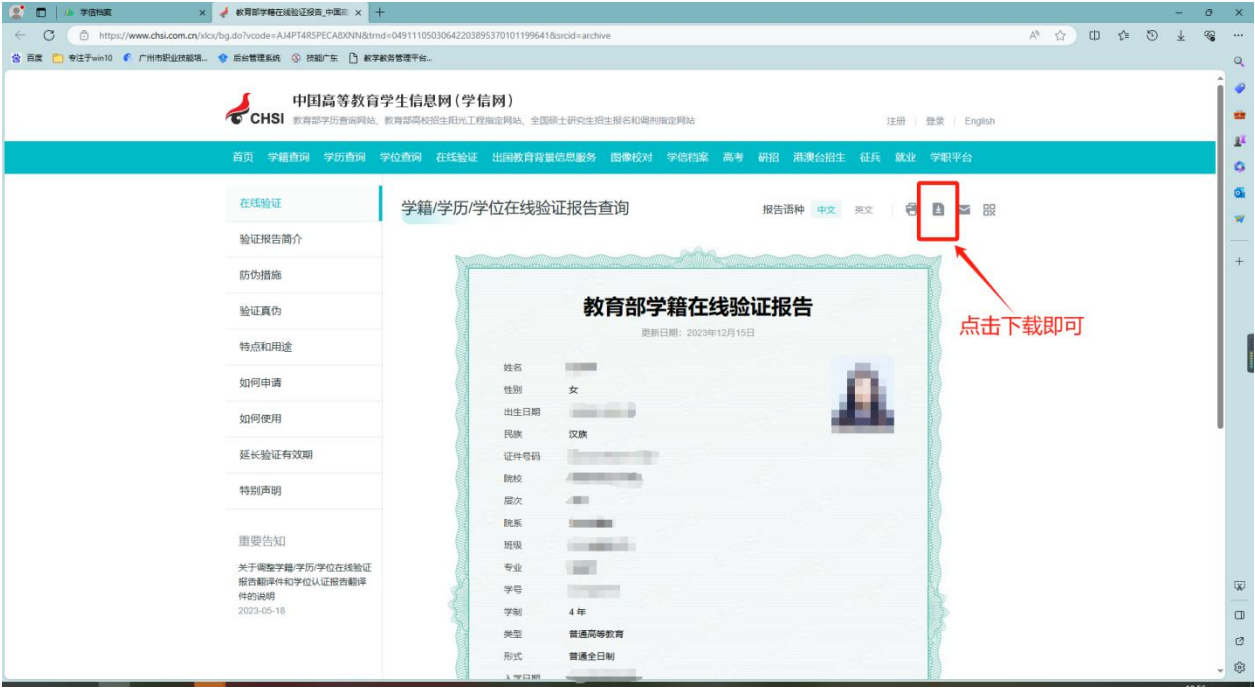 学信档案
教育部学籍在线验证报告_中国高
https://www.chsi.com.cn/xlcx/bg.do?vcode=AJ4PT4R5PECA8XNN&trnd=04911105030642203895370101199641&srcid=archive
百度 专注于win10 广州市职业技能培... 后台管理系统 技能广东 教学教务管理平台...
中国高等教育学生信息网(学信网)
CHSI 教育部学历查询网站、教育部高校招生阳光工程指定网站、全国硕士研究生招生报名和调剂指定网站
注册 登录 English
首页 学籍查询 学历查询 学位查询 在线验证 出国教育背景信息服务 图像校对 学信档案 高考 研招 港澳台招生 征兵 就业 学职平台
在线验证
验证报告简介
防伪措施
验证真伪
特点和用途
如何申请
如何使用
延长验证有效期
特别声明
重要告知
关于调整学籍/学历/学位在线验证
报告翻译件和学位认证报告翻译
件的说明
2023-05-18
学籍/学历/学位在线验证报告查询
报告语种 中文 英文
点击下载即可
教育部学籍在线验证报告
更新日期：2023年12月15日
姓名
性别 女
出生日期
民族 汉族
证件号码
院校
层次
院系
班级
专业
学号
学制 4 年
类型 普通高等教育
形式 普通全日制
入学日期